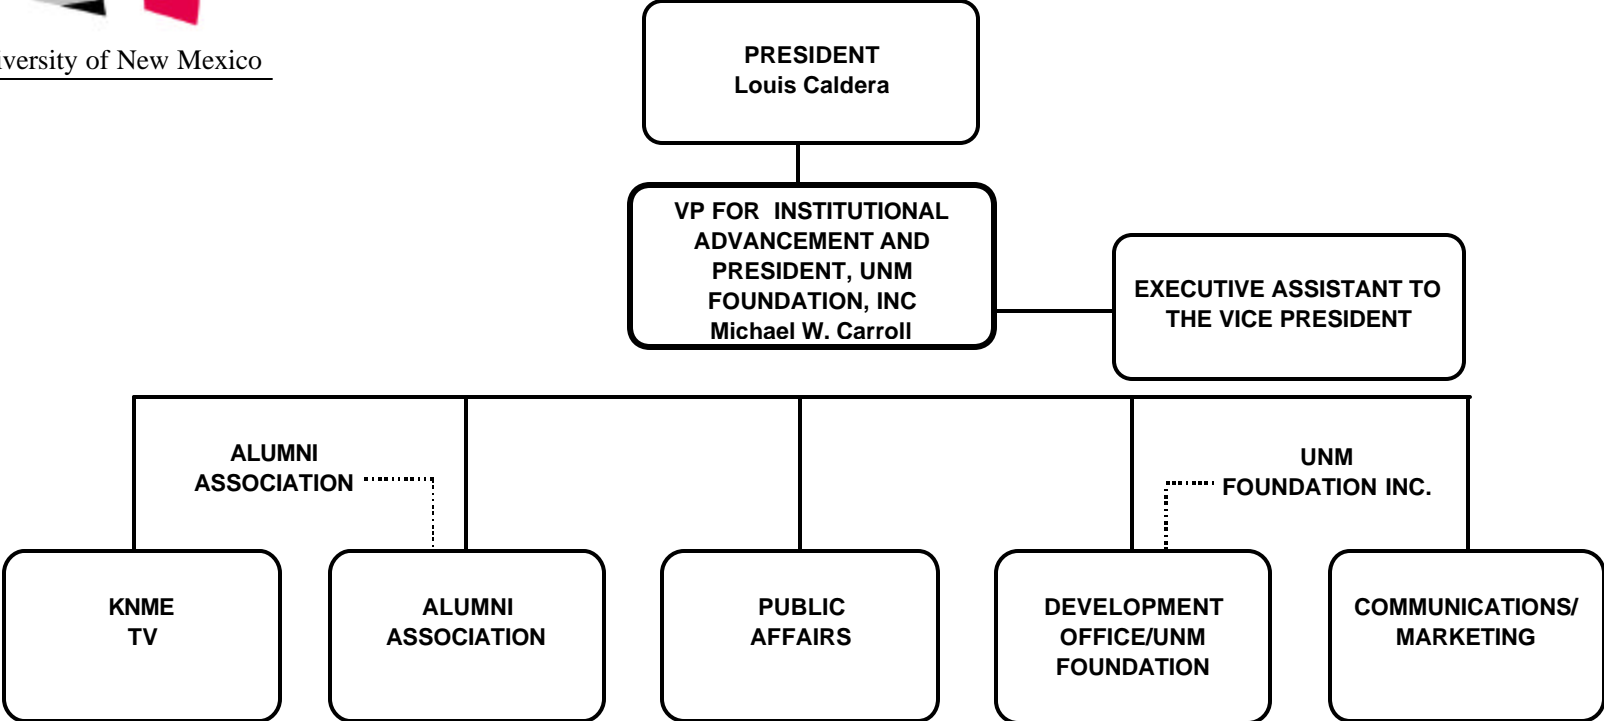 iversity of New Mexico
PRESIDENT
Louis Caldera
VP FOR INSTITUTIONAL
ADVANCEMENT AND
PRESIDENT, UNM
FOUNDATION, INC
Michael W. Carroll
EXECUTIVE ASSISTANT TO
THE VICE PRESIDENT
ALUMNI
ASSOCIATION
UNM
FOUNDATION INC.
KNME
TV
ALUMNI
ASSOCIATION
PUBLIC
AFFAIRS
DEVELOPMENT
OFFICE/UNM
FOUNDATION
COMMUNICATIONS/
MARKETING